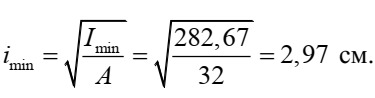 i_min = √(I_min / A) = √(282,67 / 32) = 2,97 см.